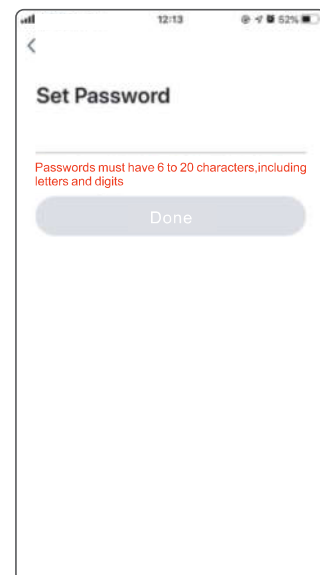 12:13
52%
Set Password
Passwords must have 6 to 20 characters,including
letters and digits
Done